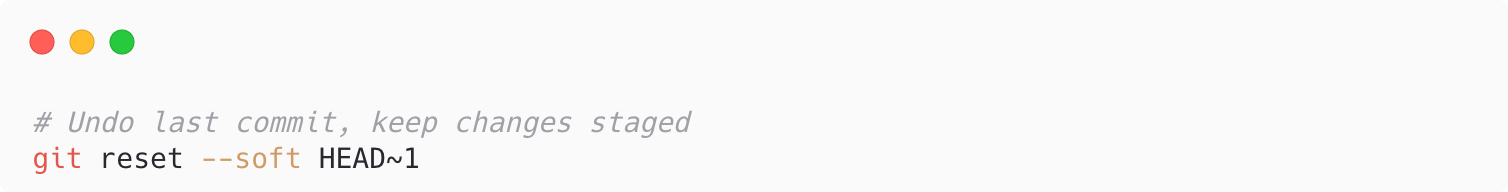 # Undo last commit, keep changes staged
git reset --soft HEAD~1